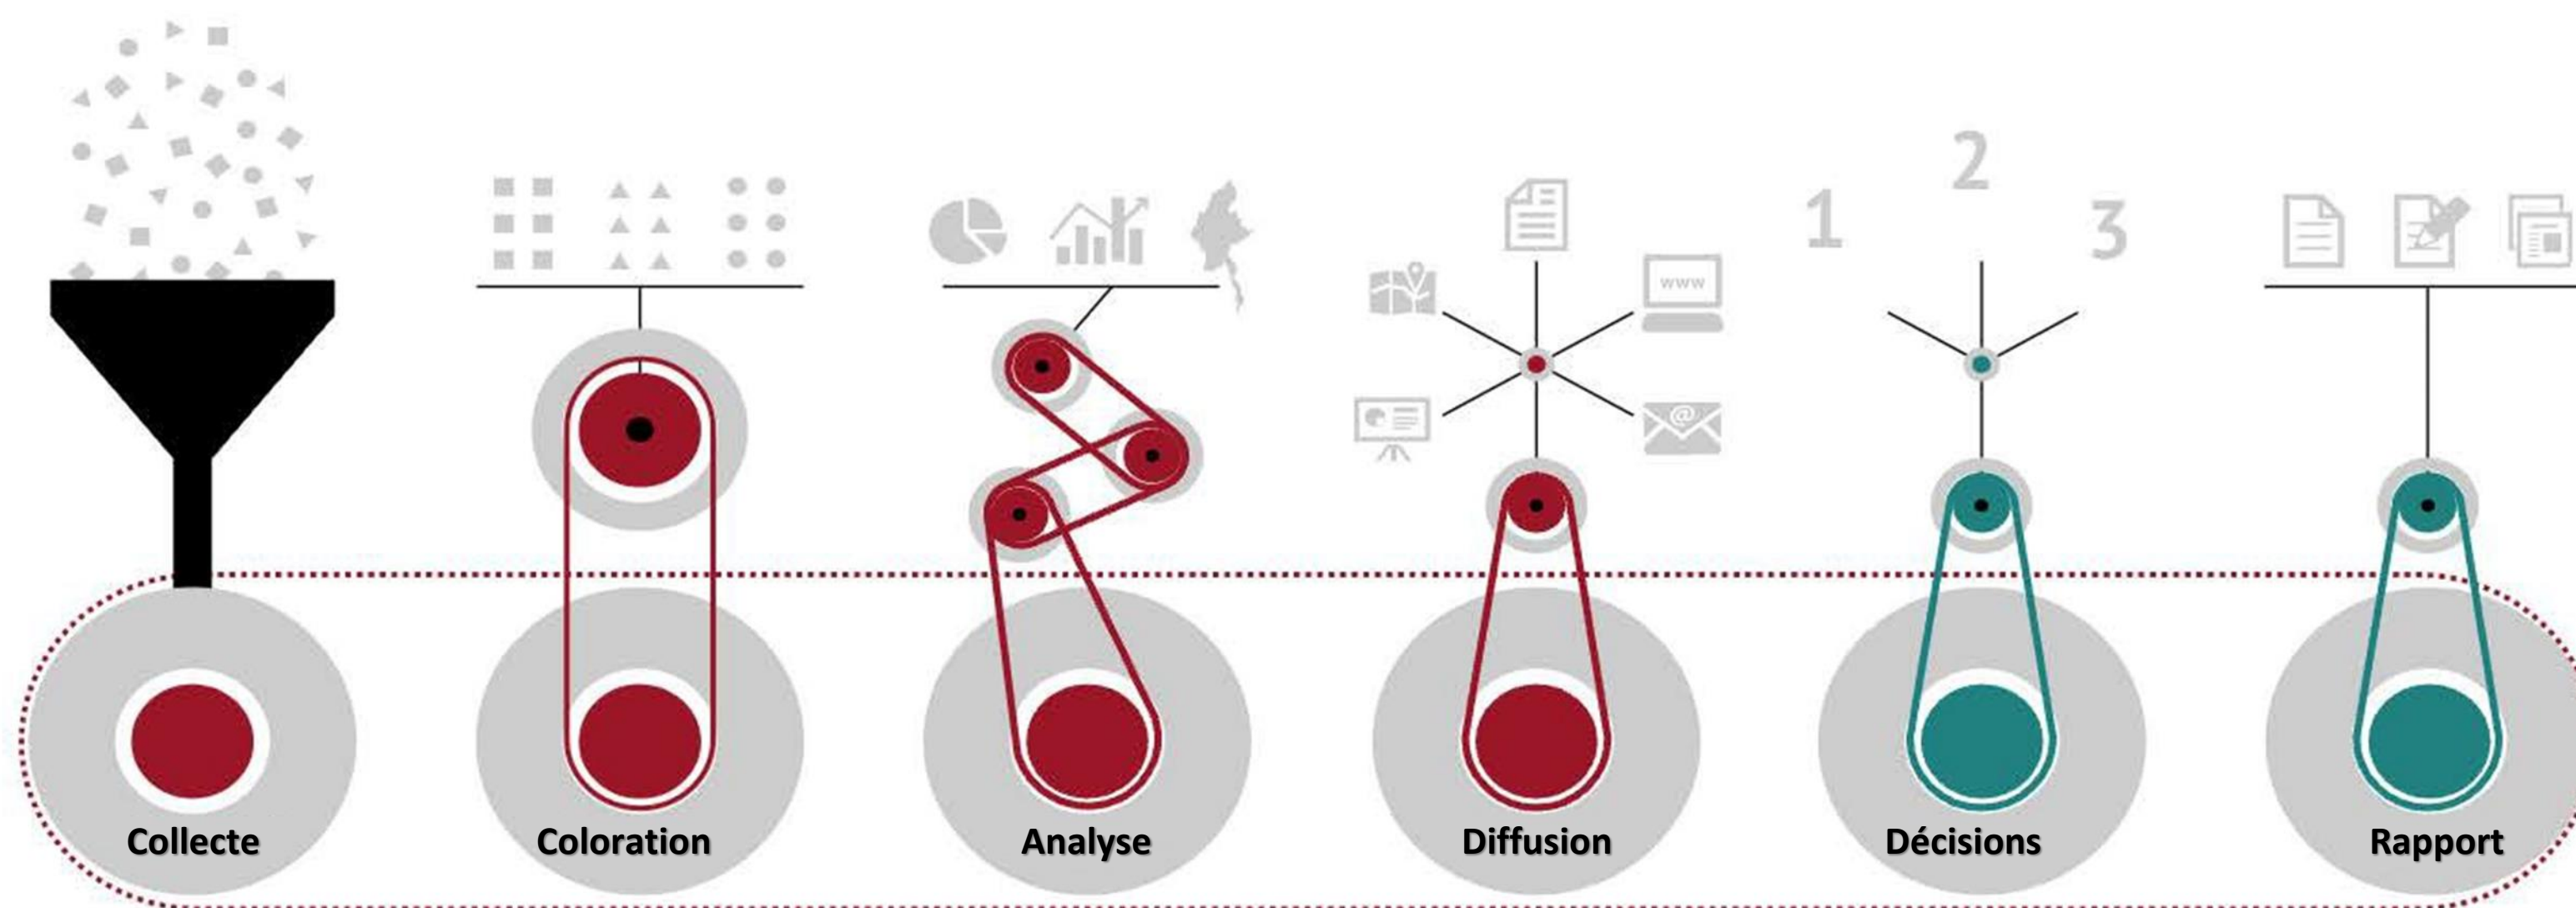 2
1
3
www
@
Collecte
Coloration
Analyse
Diffusion
Décisions
Rapport